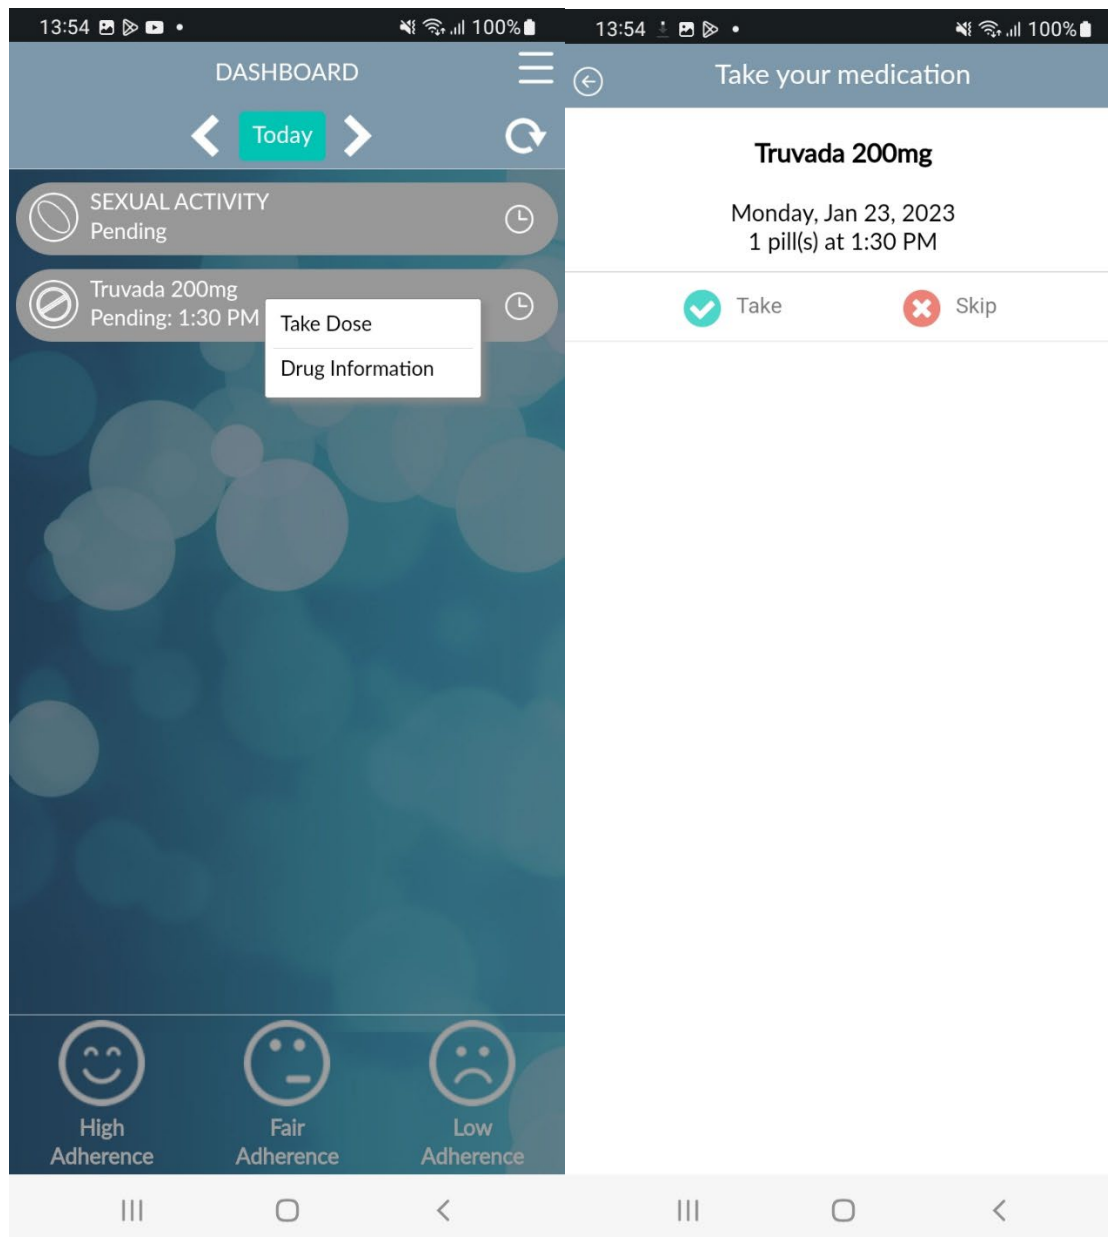 13:54
100%
DASHBOARD
Today
SEXUAL ACTIVITY
Pending
Truvada 200mg
Pending: 1:30 PM
Take Dose
Drug Information
High
Adherence
Fair
Adherence
Low
Adherence
13:54
100%
Take your medication
Truvada 200mg
Monday, Jan 23, 2023
1 pill(s) at 1:30 PM
Take
Skip